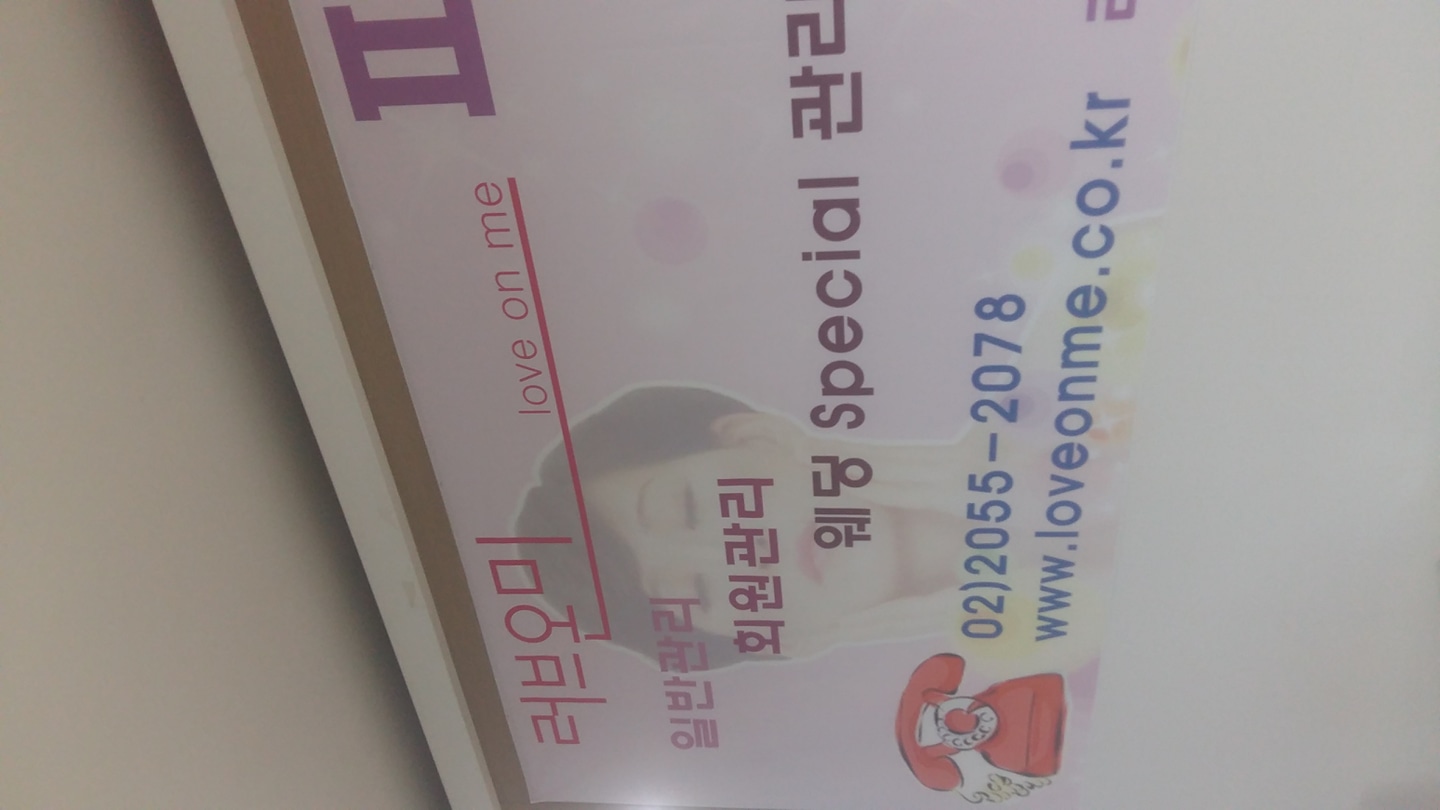 러브오미 love on me
일반관리
회원관리
웨딩 Special 관리
02)2055-2078
www.loveonme.co.kr